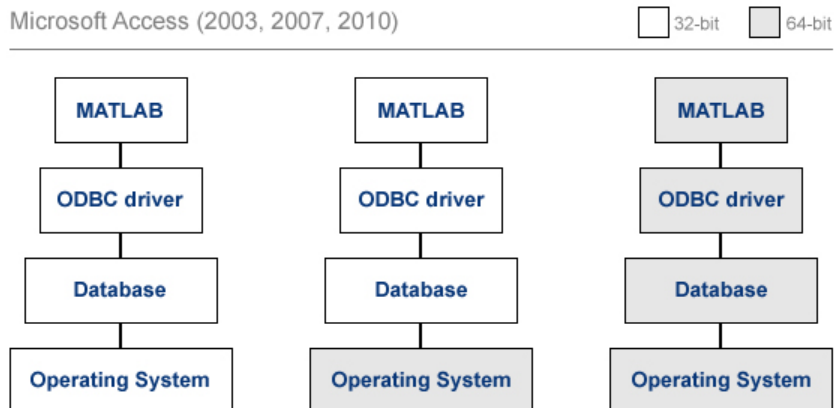 Microsoft Access (2003, 2007, 2010)
32-bit
64-bit
MATLAB
MATLAB
MATLAB
ODBC driver
ODBC driver
ODBC driver
Database
Database
Database
Operating System
Operating System
Operating System